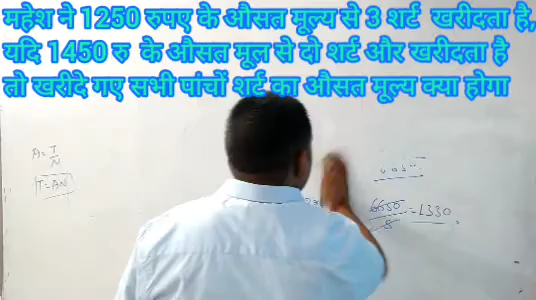 महेश ने 1250 रुपए के औसत मूल्य से 3 शर्ट खरीदता है,
यदि 1450 रु के औसत मूल से दो शर्ट और खरीदता है
तो खरीदे गए सभी पांचों शर्ट का औसत मूल्य क्या होगा
A = T/N
T = AN
6650/5 = 1330